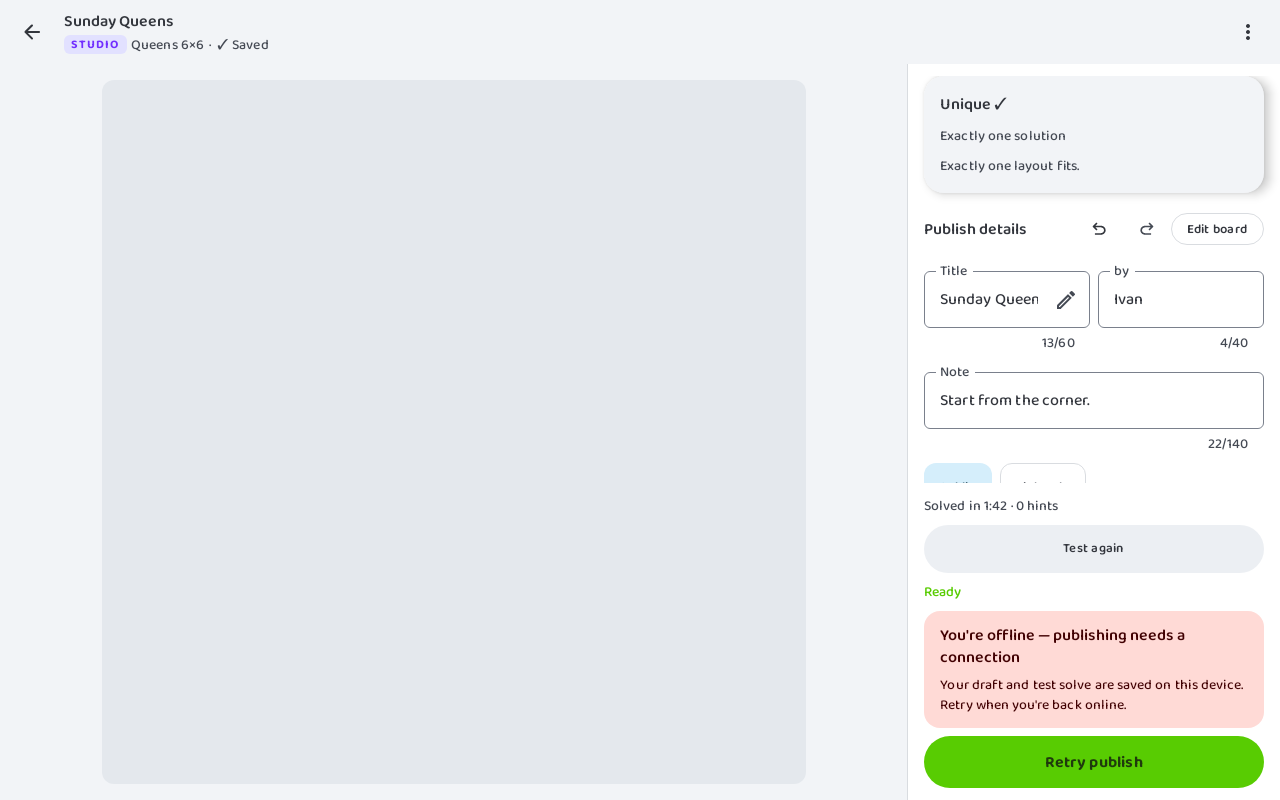 Sunday Queens
STUDIO Queens 6×6 · ✓ Saved
Unique ✓
Exactly one solution
Exactly one layout fits.
Publish details
Edit board
Title
Sunday Queen
13/60
by
Ivan
4/40
Note
Start from the corner.
22/140
Solved in 1:42 · 0 hints
Test again
Ready
You're offline — publishing needs a
connection
Your draft and test solve are saved on this device.
Retry when you're back online.
Retry publish